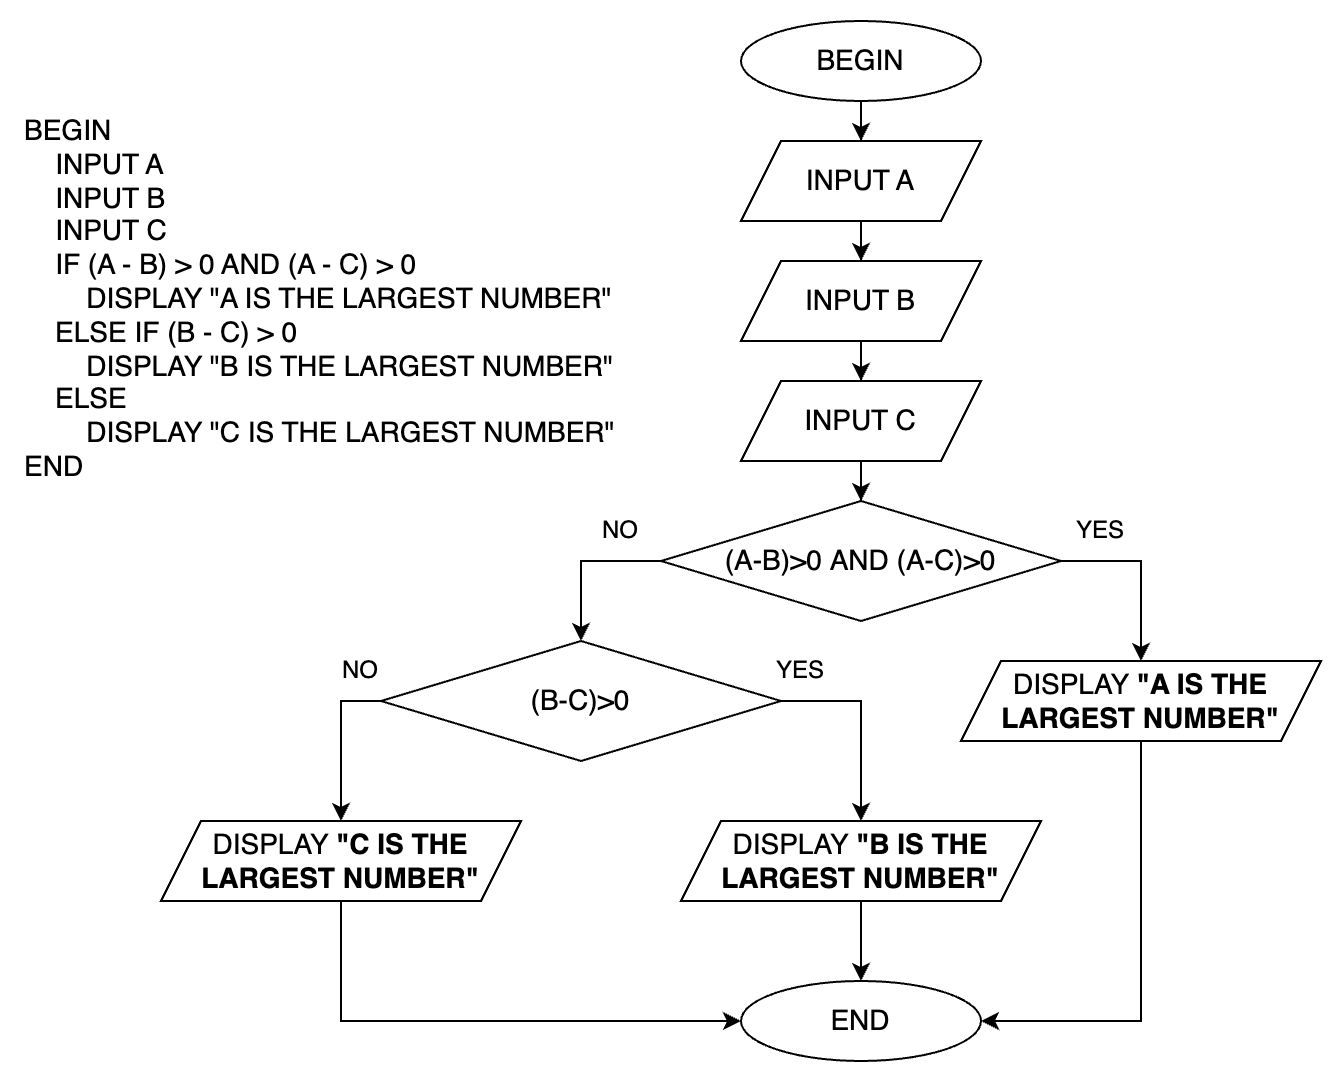 BEGIN
INPUT A
INPUT B
INPUT C
IF (A - B) > 0 AND (A - C) > 0
DISPLAY "A IS THE LARGEST NUMBER"
ELSE IF (B - C) > 0
DISPLAY "B IS THE LARGEST NUMBER"
ELSE
DISPLAY "C IS THE LARGEST NUMBER"
END
BEGIN
INPUT A
INPUT B
INPUT C
NO
YES
(A-B)>0 AND (A-C)>0
NO
YES
(B-C)>0
DISPLAY "A IS THE
LARGEST NUMBER"
DISPLAY "C IS THE
LARGEST NUMBER"
DISPLAY "B IS THE
LARGEST NUMBER"
END